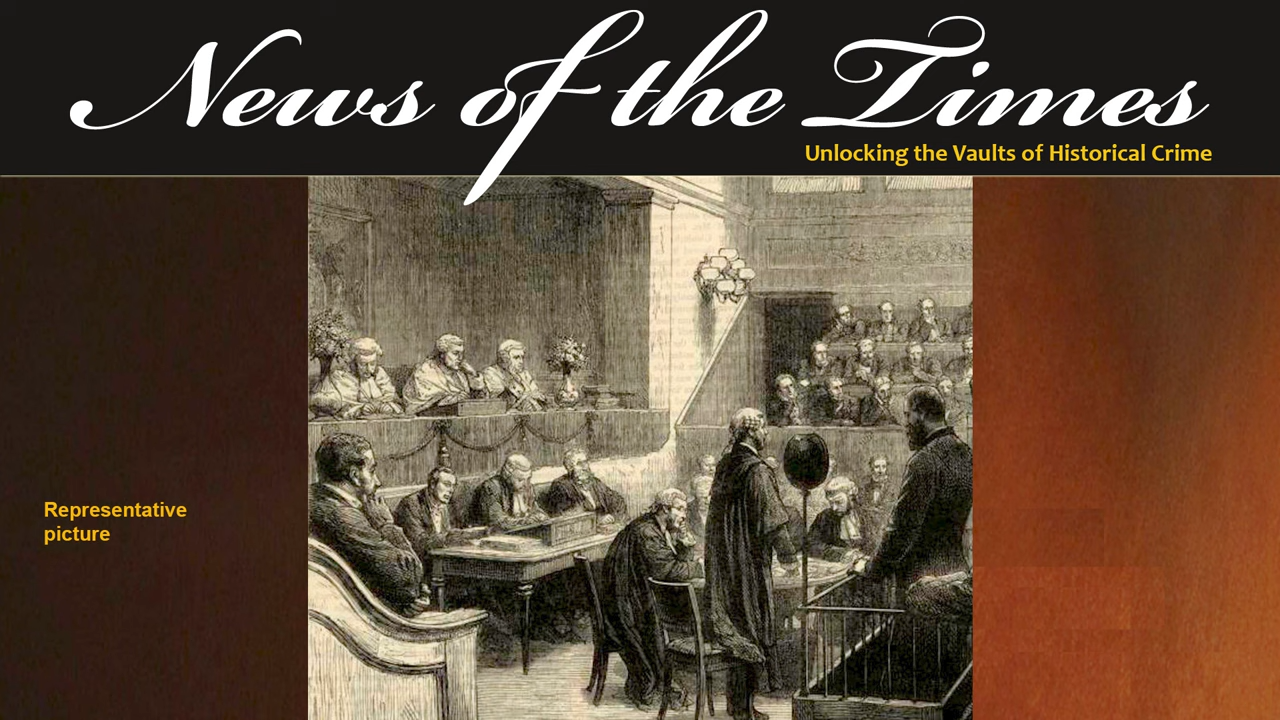 News of the Times
Unlocking the Vaults of Historical Crime
Representative
picture